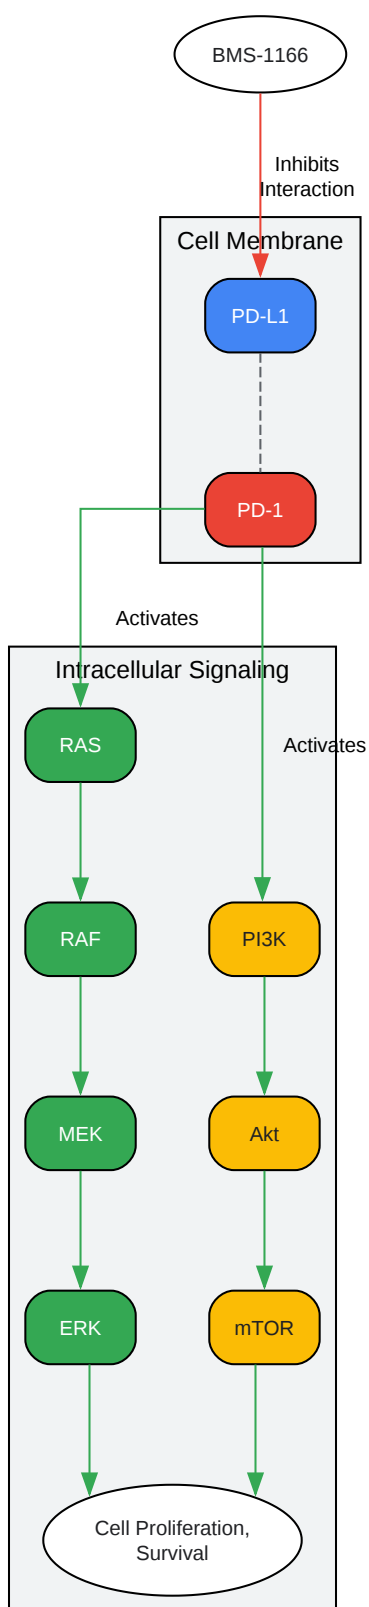 BMS-1166
Inhibits
Interaction
Cell Membrane
PD-L1
PD-1
Activates
Intracellular Signaling
RAS
Activates
RAF
PI3K
MEK
Akt
ERK
mTOR
Cell Proliferation,
Survival